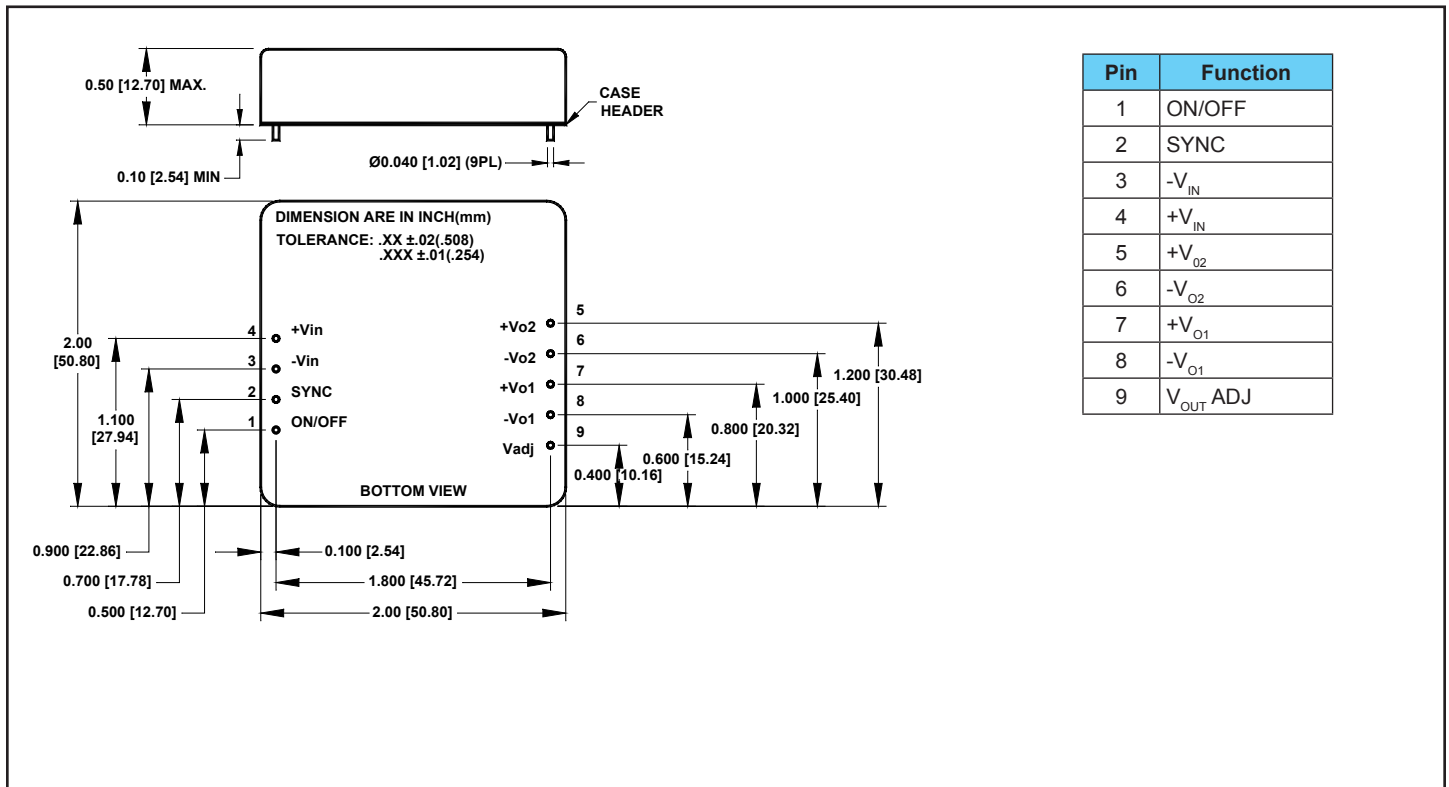 0.50 [12.70] MAX.
CASE
HEADER
Ø0.040 [1.02] (9PL)
0.10 [2.54] MIN
DIMENSION ARE IN INCH(mm)
TOLERANCE: .XX ±.02(.508)
.XXX ±.01(.254)
2.00
[50.80]
1.100
[27.94]
4 +Vin
3 -Vin
2 SYNC
1 ON/OFF
+Vo2 5
-Vo2 6
+Vo1 7
-Vo1 8
Vadj 9
1.200 [30.48]
1.000 [25.40]
0.800 [20.32]
0.600 [15.24]
0.400 [10.16]
BOTTOM VIEW
0.900 [22.86]
0.700 [17.78]
0.500 [12.70]
0.100 [2.54]
1.800 [45.72]
2.00 [50.80]
Pin Function
1 ON/OFF
2 SYNC
3 -VIN
4 +VIN
5 +V02
6 -VO2
7 +VO1
8 -VO1
9 VOUT ADJ